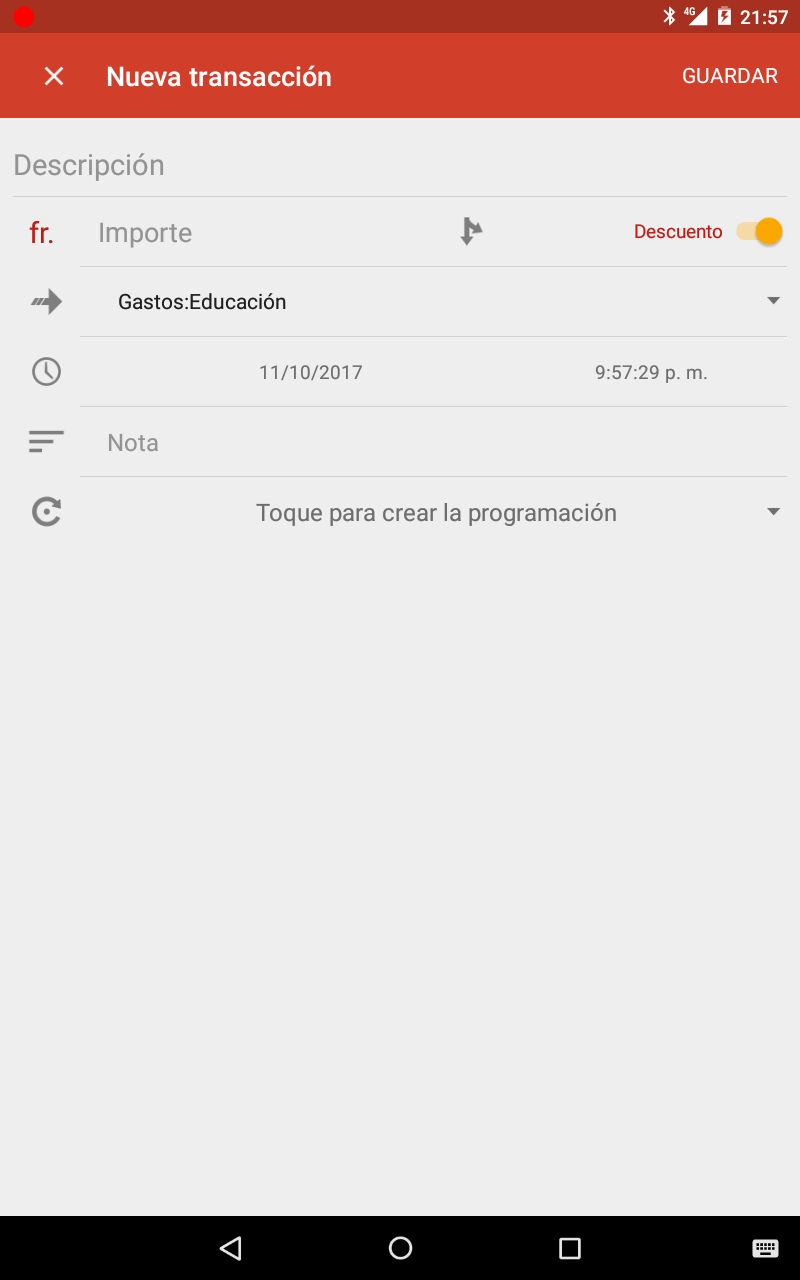 4G 21:57
Nueva transacción GUARDAR
Descripción
fr. Importe Descuento
Gastos:Educación
11/10/2017 9:57:29 p. m.
Nota
Toque para crear la programación